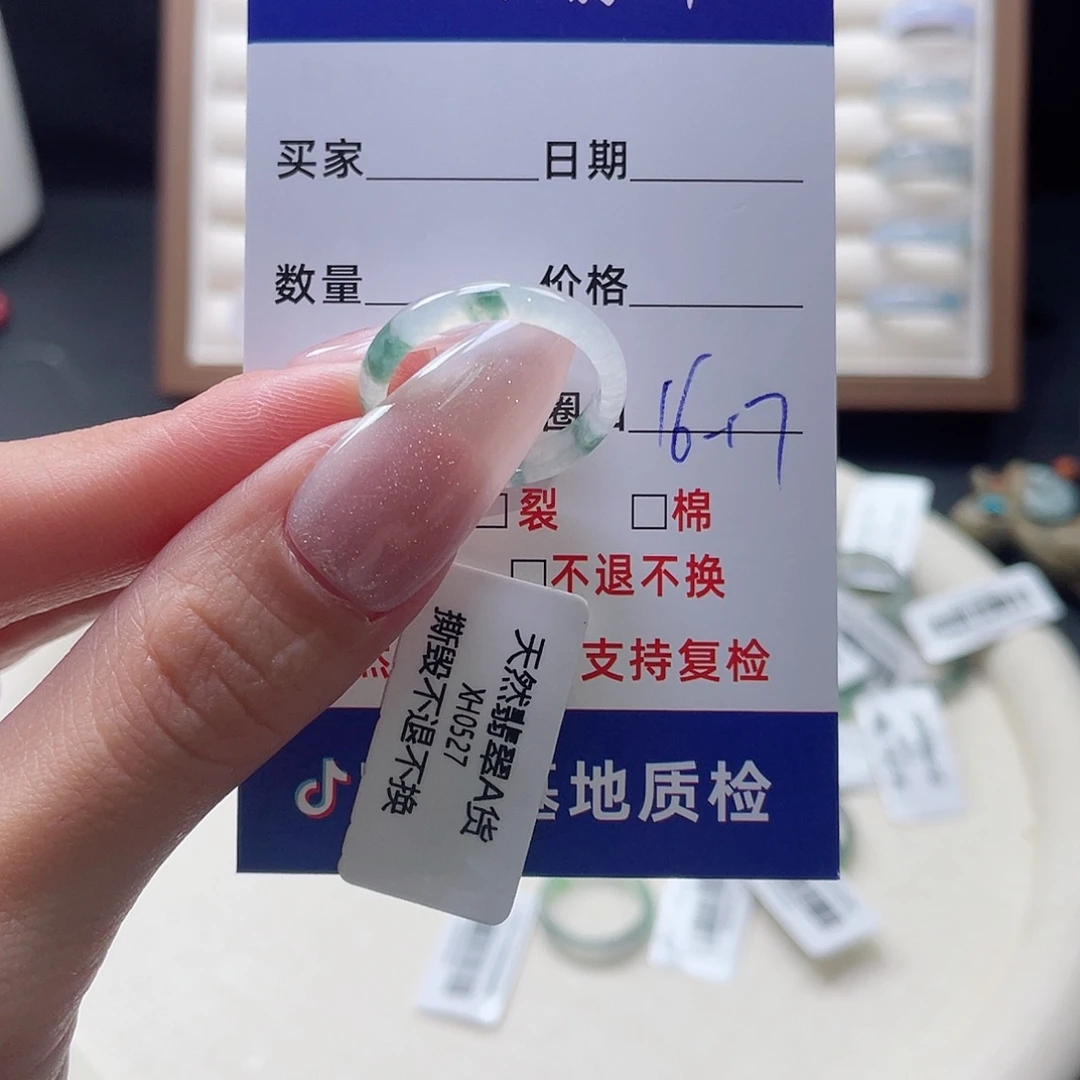 买家 日期
数量 价格
圈口 16-17
裂 棉
不退不换
支持复检
基地质检
天然翡翠A货
XH0527
撕毁不退不换